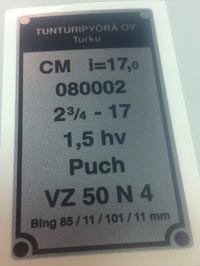 TUNTURIPYÖRÄ OY
Turku
CM i=17,0
080002
2³/₄ - 17
1,5 hv
Puch
VZ 50 N 4
Bing 85 / 11 / 101 / 11 mm